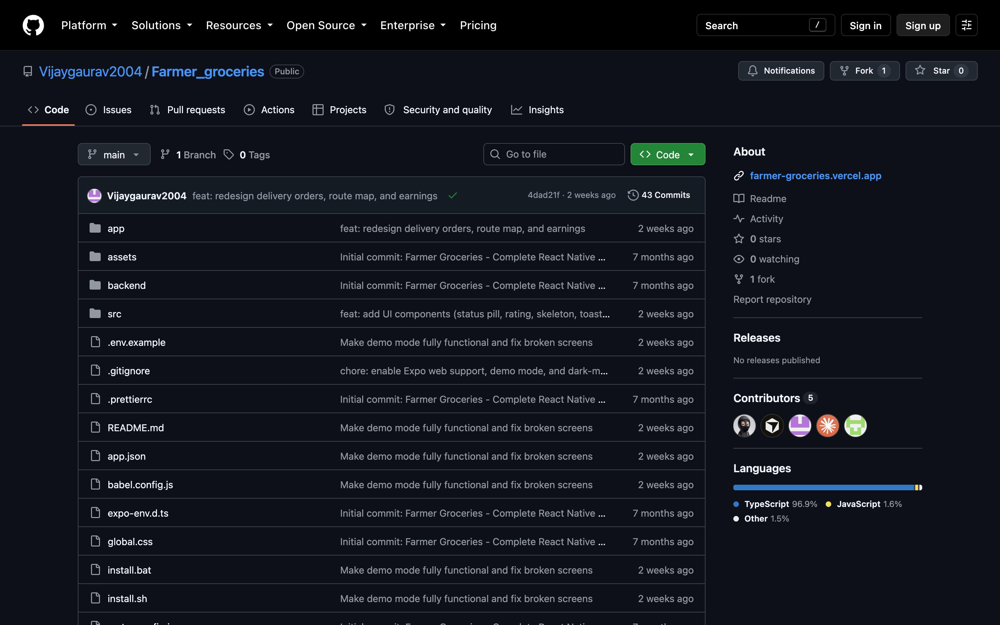 Platform Solutions Resources Open Source Enterprise Pricing Search / Sign in Sign up
Vijaygaurav2004 / Farmer_groceries Public Notifications Fork 1 Star 0
Code Issues Pull requests Actions Projects Security and quality Insights
main 1 Branch 0 Tags Go to file Code
Vijaygaurav2004 feat: redesign delivery orders, route map, and earnings 4dad21f · 2 weeks ago 43 Commits
app feat: redesign delivery orders, route map, and earnings 2 weeks ago
assets Initial commit: Farmer Groceries - Complete React Native ... 7 months ago
backend Initial commit: Farmer Groceries - Complete React Native ... 7 months ago
src feat: add UI components (status pill, rating, skeleton, toast... 2 weeks ago
.env.example Make demo mode fully functional and fix broken screens 2 weeks ago
.gitignore chore: enable Expo web support, demo mode, and dark-m... 2 weeks ago
.prettierrc Initial commit: Farmer Groceries - Complete React Native ... 7 months ago
README.md Make demo mode fully functional and fix broken screens 2 weeks ago
app.json Make demo mode fully functional and fix broken screens 2 weeks ago
babel.config.js Make demo mode fully functional and fix broken screens 2 weeks ago
expo-env.d.ts Initial commit: Farmer Groceries - Complete React Native ... 7 months ago
global.css Initial commit: Farmer Groceries - Complete React Native ... 7 months ago
install.bat Make demo mode fully functional and fix broken screens 2 weeks ago
install.sh Make demo mode fully functional and fix broken screens 2 weeks ago
About
farmer-groceries.vercel.app
Readme
Activity
0 stars
0 watching
1 fork
Report repository
Releases
No releases published
Contributors 5
Languages
TypeScript 96.9% JavaScript 1.6%
Other 1.5%